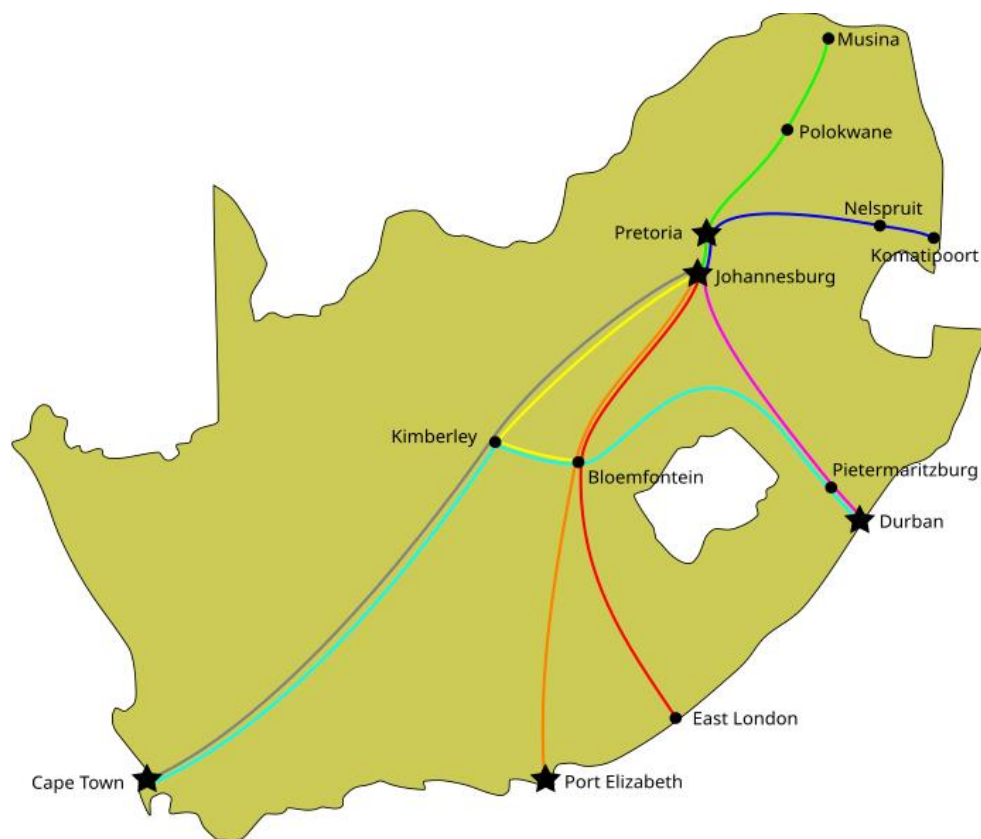 Musina
Polokwane
Nelspruit
Pretoria
Komatipoort
Johannesburg
Kimberley
Pietermaritzburg
Bloemfontein
Durban
East London
Cape Town
Port Elizabeth